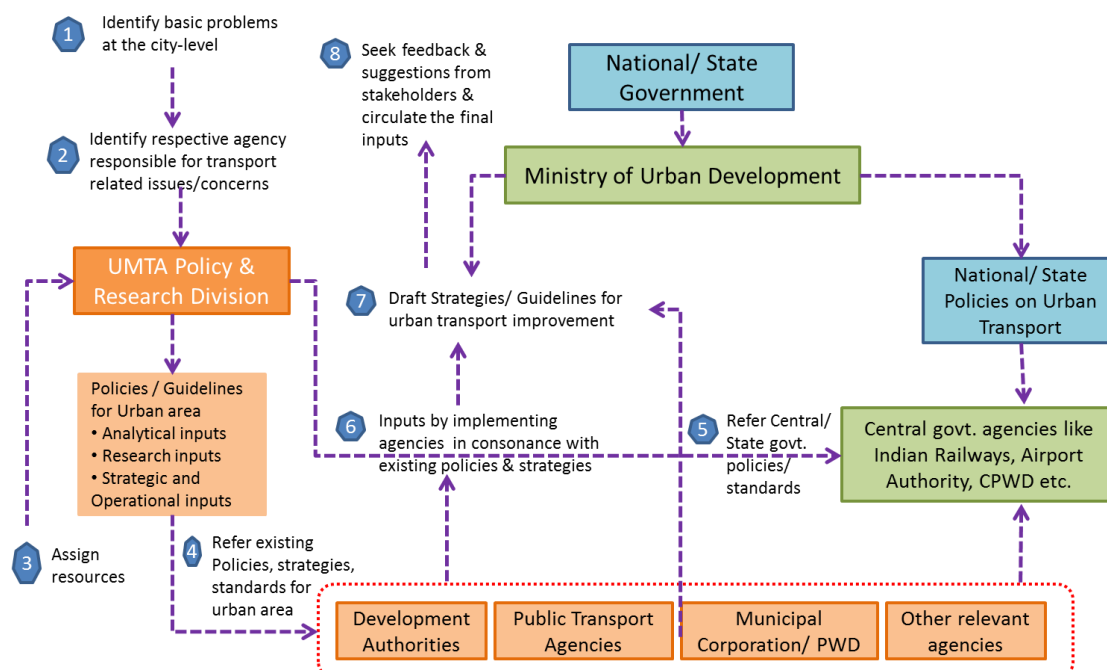 1
Identify basic problems
at the city-level
2
Identify respective agency
responsible for transport
related issues/concerns
UMTA Policy &
Research Division
Policies / Guidelines
for Urban area
• Analytical inputs
• Research inputs
• Strategic and
Operational inputs
3
Assign
resources
4
Refer existing
Policies, strategies,
standards for
urban area
8
Seek feedback &
suggestions from
stakeholders &
circulate the final
inputs
National/ State
Government
Ministry of Urban Development
7
Draft Strategies/ Guidelines for
urban transport improvement
National/ State
Policies on Urban
Transport
6
Inputs by implementing
agencies in consonance with
existing policies & strategies
5
Refer Central/
State govt.
policies/
standards
Central govt. agencies like
Indian Railways, Airport
Authority, CPWD etc.
Development
Authorities
Public Transport
Agencies
Municipal
Corporation/ PWD
Other relevant
agencies